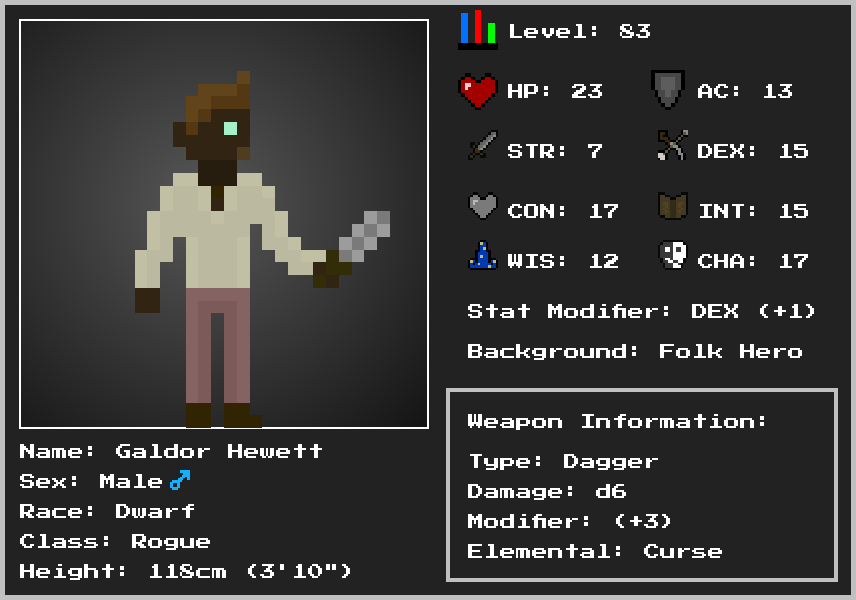 Level: 83
HP: 23
AC: 13
STR: 7
DEX: 15
CON: 17
INT: 15
WIS: 12
CHA: 17
Stat Modifier: DEX (+1)
Background: Folk Hero
Weapon Information:
Type: Dagger
Damage: d6
Modifier: (+3)
Elemental: Curse
Name: Galdor Hewett
Sex: Male♂
Race: Dwarf
Class: Rogue
Height: 118cm (3'10")